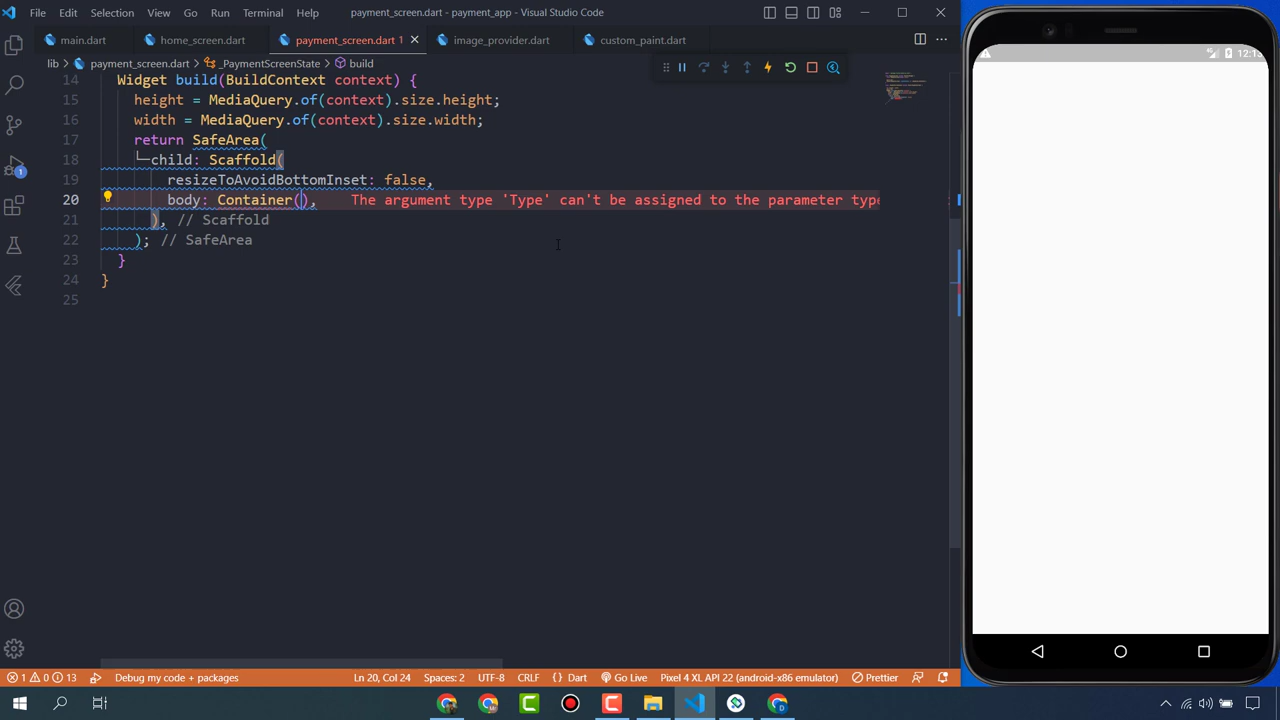 File Edit Selection View Go Run Terminal Help payment_screen.dart - payment_app - Visual Studio Code
main.dart home_screen.dart payment_screen.dart 1 image_provider.dart custom_paint.dart
lib > payment_screen.dart > _PaymentScreenState > build
14 Widget build(BuildContext context) {
15 height = MediaQuery.of(context).size.height;
16 width = MediaQuery.of(context).size.width;
17 return SafeArea(
18 child: Scaffold(
19 resizeToAvoidBottomInset: false,
20 body: Container(), The argument type 'Type' can't be assigned to the parameter type
21 ), // Scaffold
22 ); // SafeArea
23 }
24 }
25
1
1 0 13 Debug my code + packages Ln 20, Col 24 Spaces: 2 UTF-8 CRLF {} Dart Go Live Pixel 4 XL API 22 (android-x86 emulator) Prettier